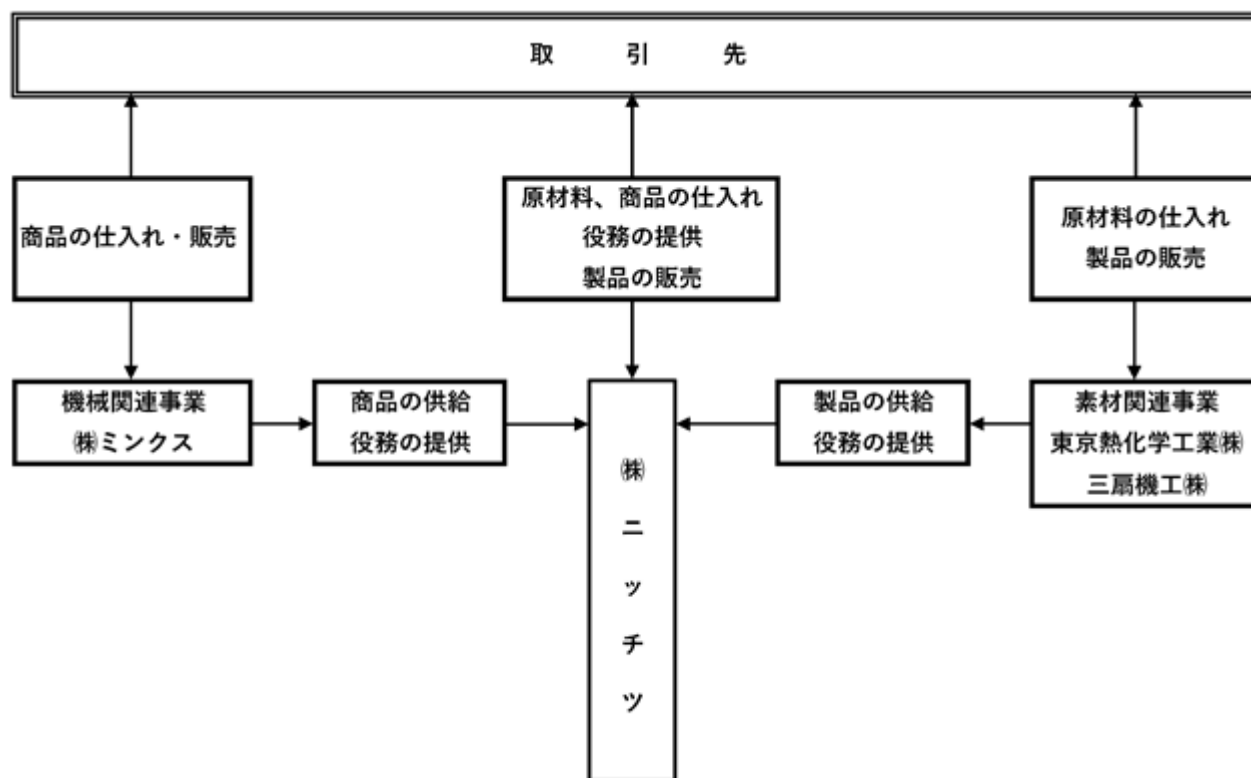 取引先
商品の仕入れ・販売
原材料、商品の仕入れ
役務の提供
製品の販売
原材料の仕入れ
製品の販売
機械関連事業
㈱ミンクス
商品の供給
役務の提供
㈱ニッチツ
製品の供給
役務の提供
素材関連事業
東京熱化学工業㈱
三扇機工㈱